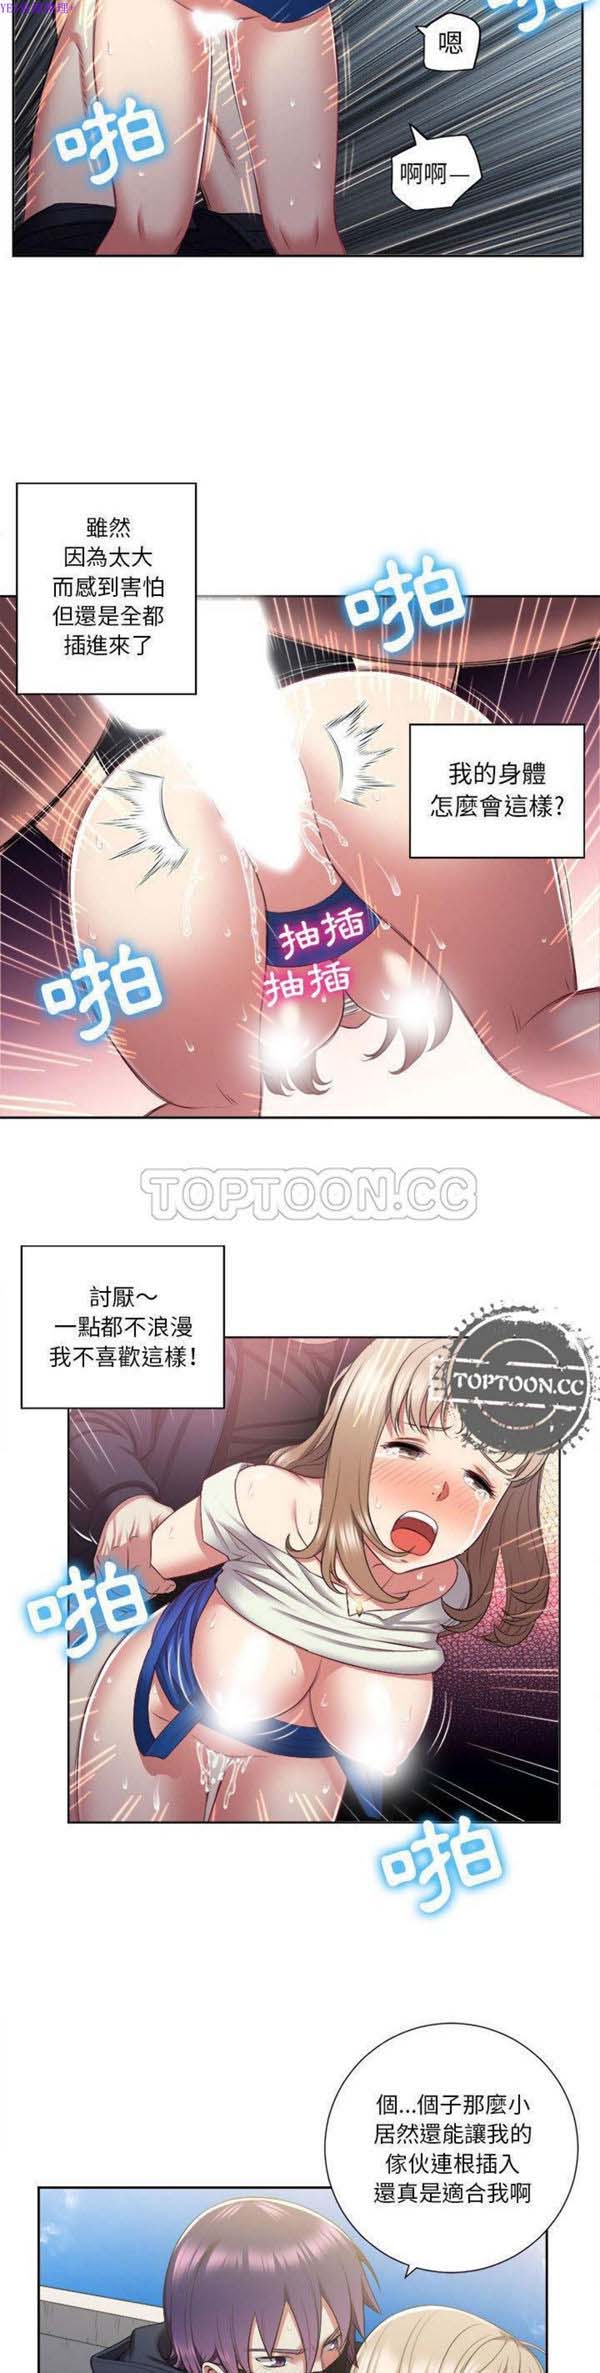 嗯
啪
啊啊—
雖然
因為太大
而感到害怕
但還是全都
插進來了
啪
我的身體
怎麼會這樣?
抽插
抽插
啪
TOPTOON.CC
討厭～
一點都不浪漫
我不喜歡這樣！
TOPTOON.CC
啪
啪
個...個子那麼小
居然還能讓我的
傢伙連根插入
還真是適合我啊